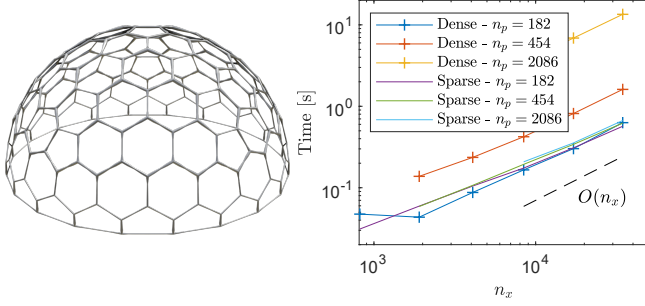 Dense - n_p = 182
Dense - n_p = 454
Dense - n_p = 2086
Sparse - n_p = 182
Sparse - n_p = 454
Sparse - n_p = 2086
Time [s]
10^1
10^0
10^-1
O(n_x)
10^3
10^4
n_x